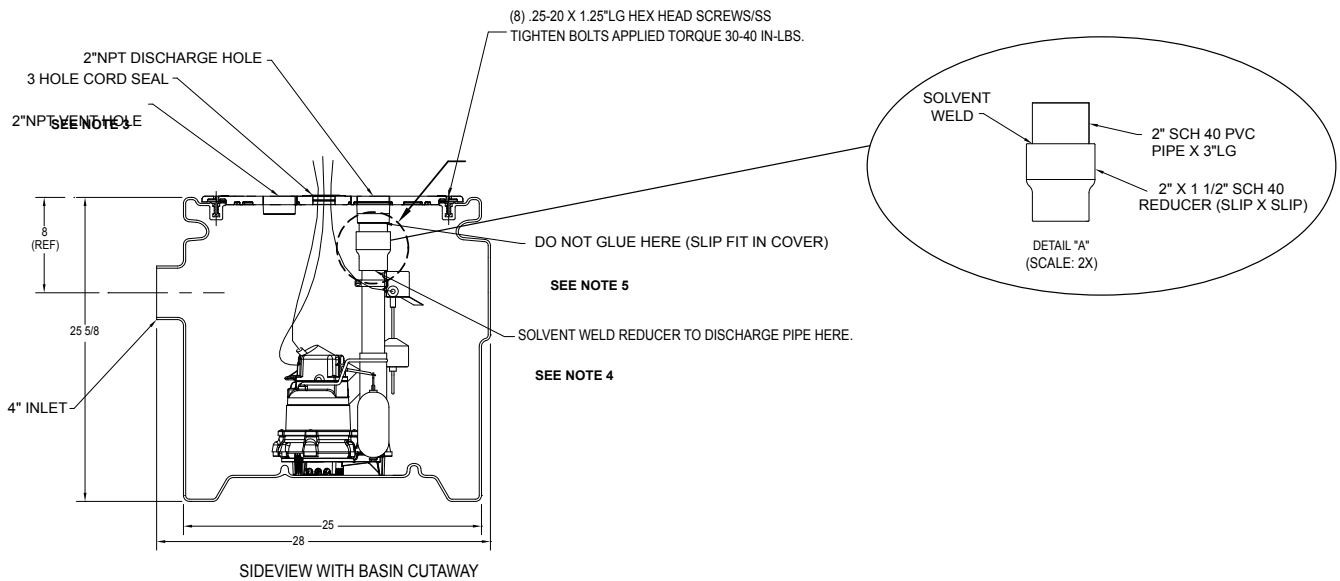 (8) .25-20 X 1.25"LG HEX HEAD SCREWS/SS
TIGHTEN BOLTS APPLIED TORQUE 30-40 IN-LBS.
2"NPT DISCHARGE HOLE
3 HOLE CORD SEAL
2"NPT VENT HOLE
SEE NOTE 3
SOLVENT
WELD
2" SCH 40 PVC
PIPE X 3"LG
2" X 1 1/2" SCH 40
REDUCER (SLIP X SLIP)
DETAIL "A"
(SCALE: 2X)
8
(REF)
DO NOT GLUE HERE (SLIP FIT IN COVER)
SEE NOTE 5
25 5/8
SOLVENT WELD REDUCER TO DISCHARGE PIPE HERE.
SEE NOTE 4
4" INLET
25
28
SIDEVIEW WITH BASIN CUTAWAY